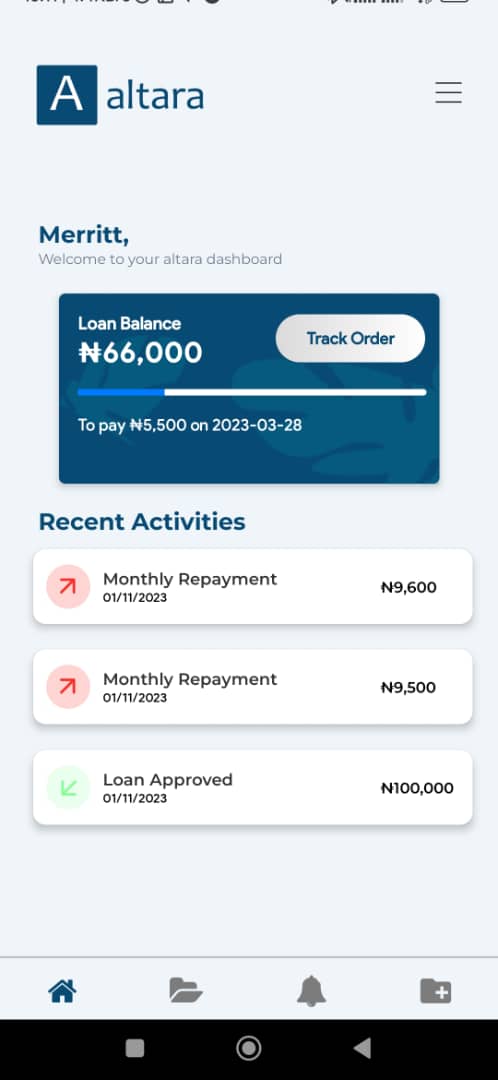 A altara
Merritt,
Welcome to your altara dashboard
Loan Balance
₦66,000
Track Order
To pay ₦5,500 on 2023-03-28
Recent Activities
Monthly Repayment
01/11/2023
₦9,600
Monthly Repayment
01/11/2023
₦9,500
Loan Approved
01/11/2023
₦100,000